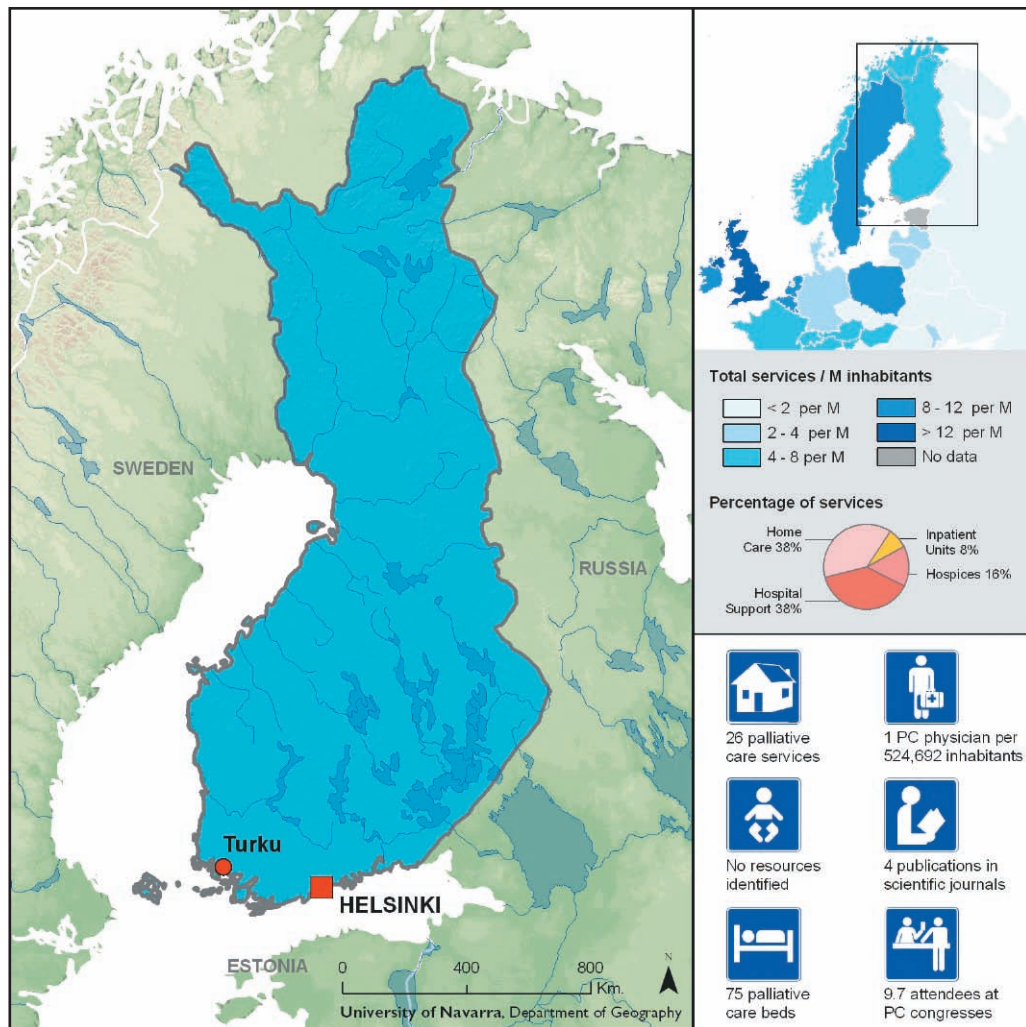 SWEDEN
RUSSIA
Turku
HELSINKI
ESTONIA
0 400 800
Km.
N
University of Navarra, Department of Geography
Total services / M inhabitants
< 2 per M
2 - 4 per M
4 - 8 per M
8 - 12 per M
> 12 per M
No data
Percentage of services
Home
Care 38%
Inpatient
Units 8%
Hospices 16%
Hospital
Support 38%
26 palliative
care services
1 PC physician per
524,692 inhabitants
No resources
identified
4 publications in
scientific journals
75 palliative
care beds
9.7 attendees at
PC congresses